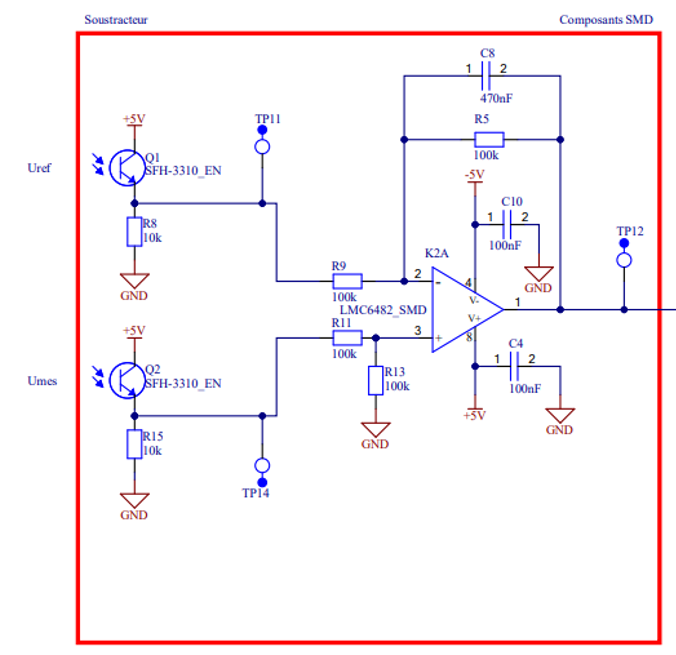 Soustracteur
Composants SMD
C8
1 2
470nF
R5
100k
+5V
TP11
Uref
Q1
SFH-3310_EN
R8
10k
GND
-5V
C10
1 2
100nF
GND
TP12
K2A
R9
100k
2
-
4
V-
1
LMC6482_SMD
V+
8
R11
100k
3
+
R13
100k
GND
C4
1 2
100nF
+5V
GND
+5V
Umes
Q2
SFH-3310_EN
R15
10k
GND
TP14